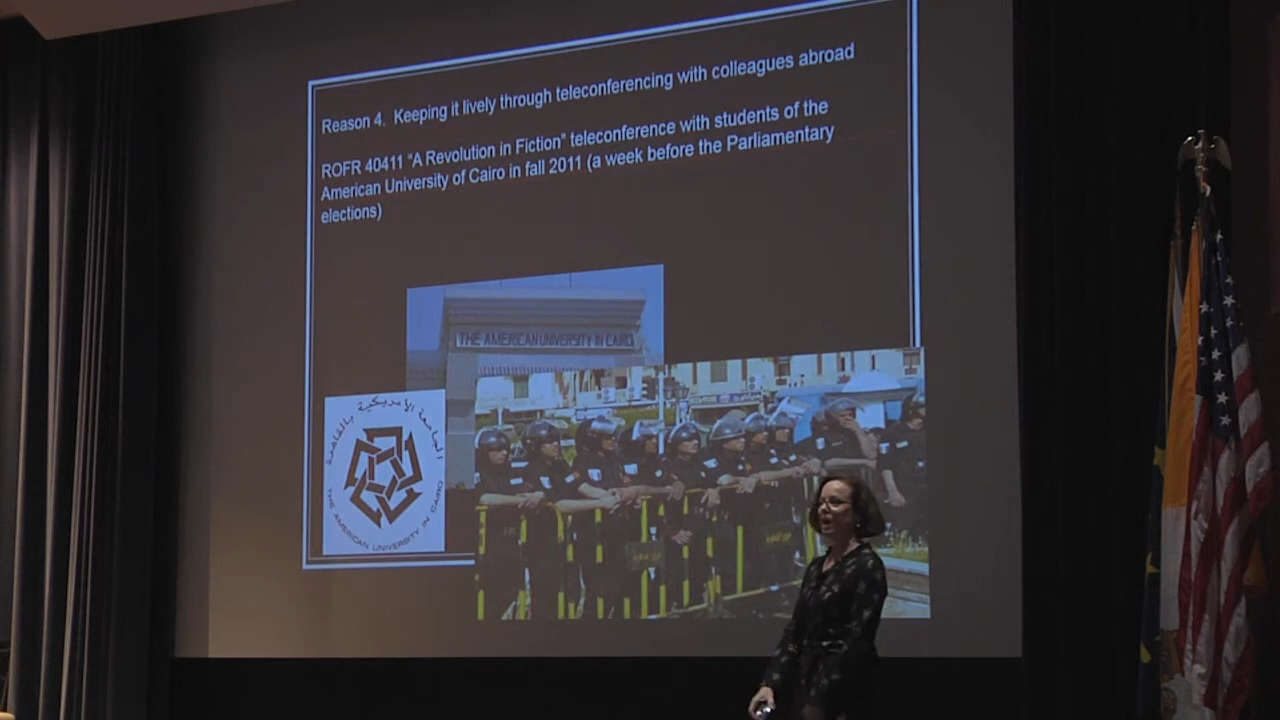 Reason 4. Keeping it lively through teleconferencing with colleagues abroad
ROFR 40411 "A Revolution in Fiction" teleconference with students of the
American University of Cairo in fall 2011 (a week before the Parliamentary
elections)
THE AMERICAN UNIVERSITY IN CAIRO
الجامعة الأمريكية بالقاهرة
THE AMERICAN UNIVERSITY IN CAIRO